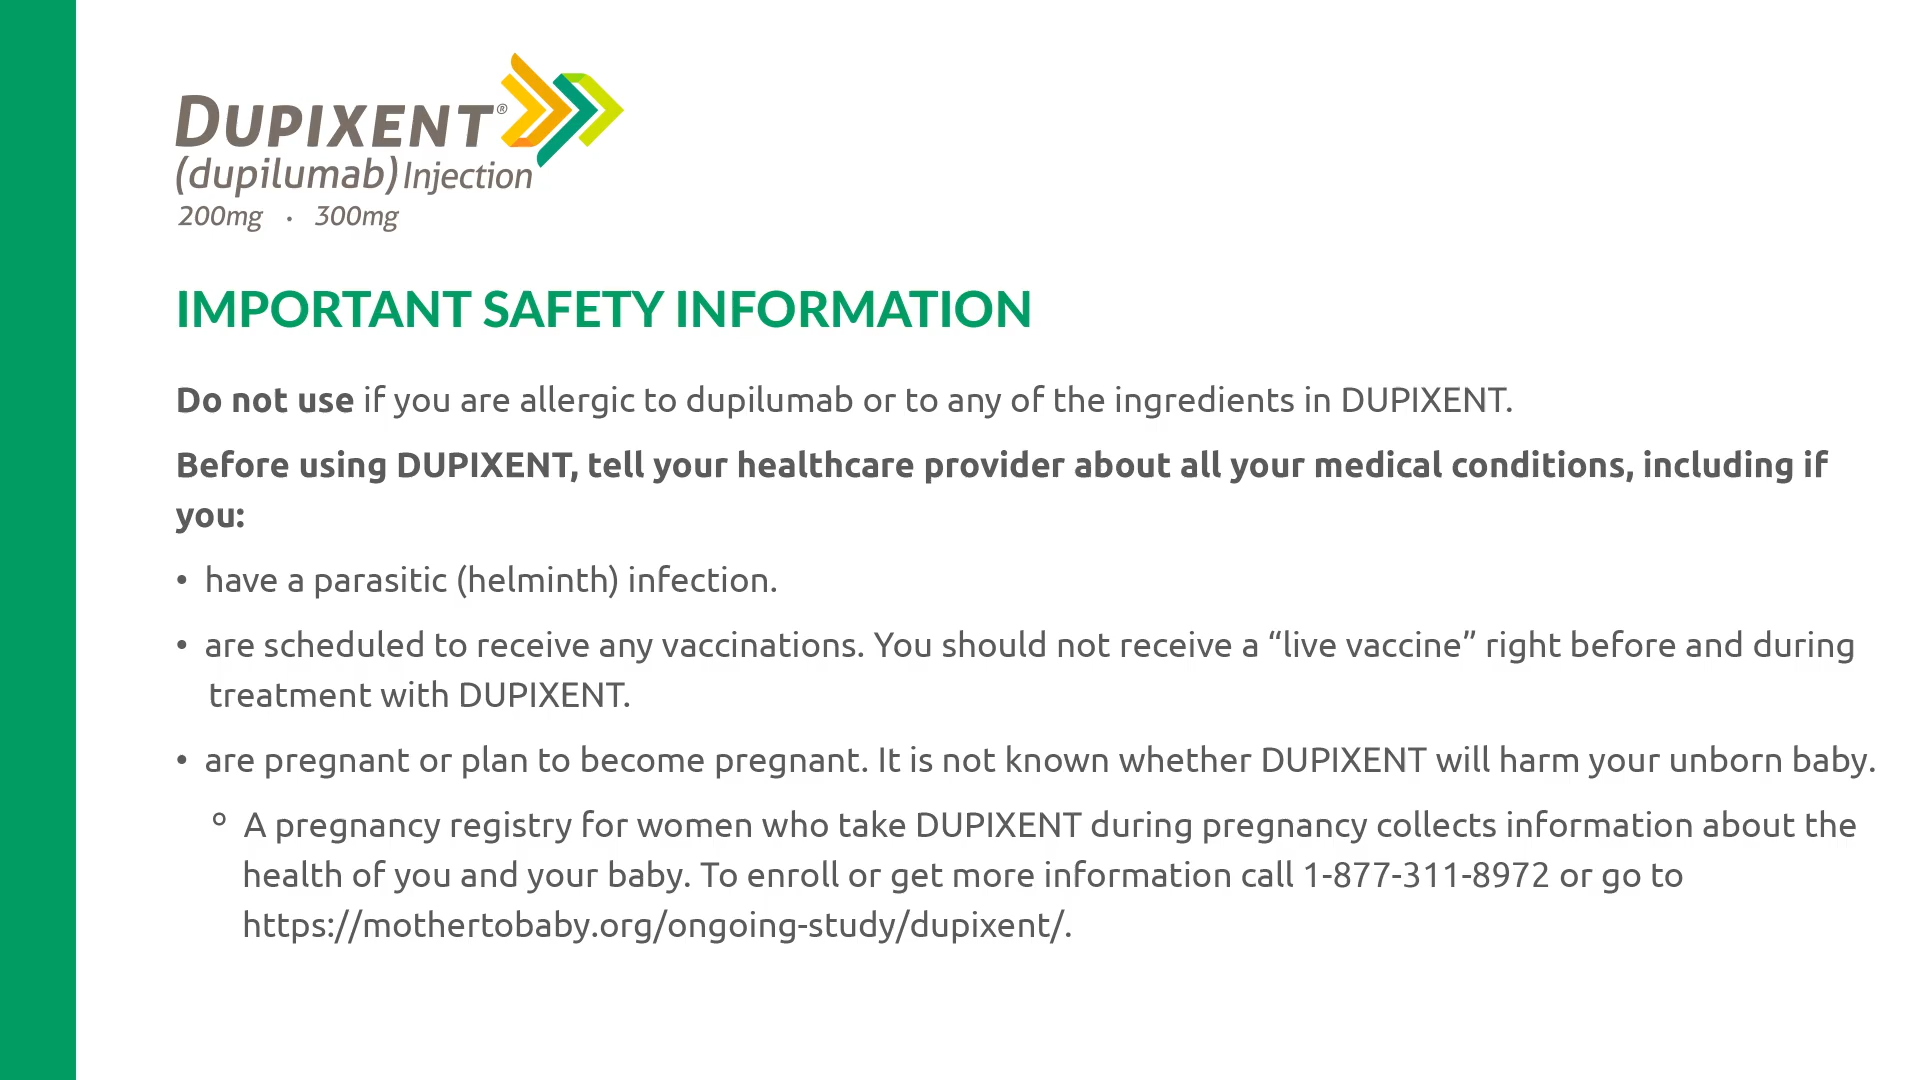 DUPIXENT®
(dupilumab) Injection
200mg · 300mg
IMPORTANT SAFETY INFORMATION
Do not use if you are allergic to dupilumab or to any of the ingredients in DUPIXENT.
Before using DUPIXENT, tell your healthcare provider about all your medical conditions, including if
you:
• have a parasitic (helminth) infection.
• are scheduled to receive any vaccinations. You should not receive a “live vaccine” right before and during
treatment with DUPIXENT.
• are pregnant or plan to become pregnant. It is not known whether DUPIXENT will harm your unborn baby.
º A pregnancy registry for women who take DUPIXENT during pregnancy collects information about the
health of you and your baby. To enroll or get more information call 1-877-311-8972 or go to
https://mothertobaby.org/ongoing-study/dupixent/.